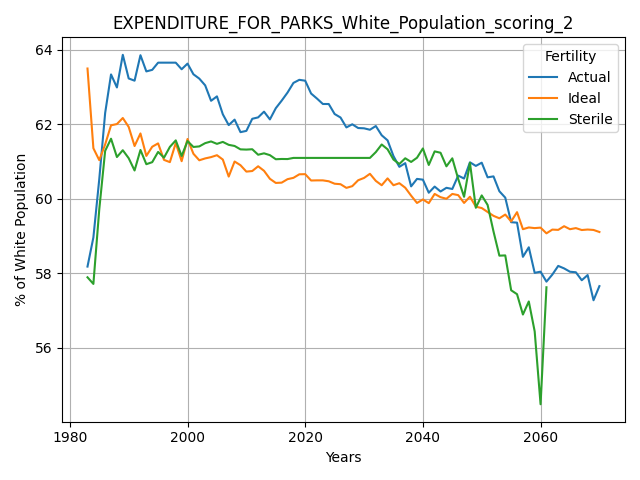 EXPENDITURE_FOR_PARKS_White_Population_scoring_2
Fertility
Actual
Ideal
Sterile
% of White Population
64
62
60
58
56
1980
2000
2020
2040
2060
Years